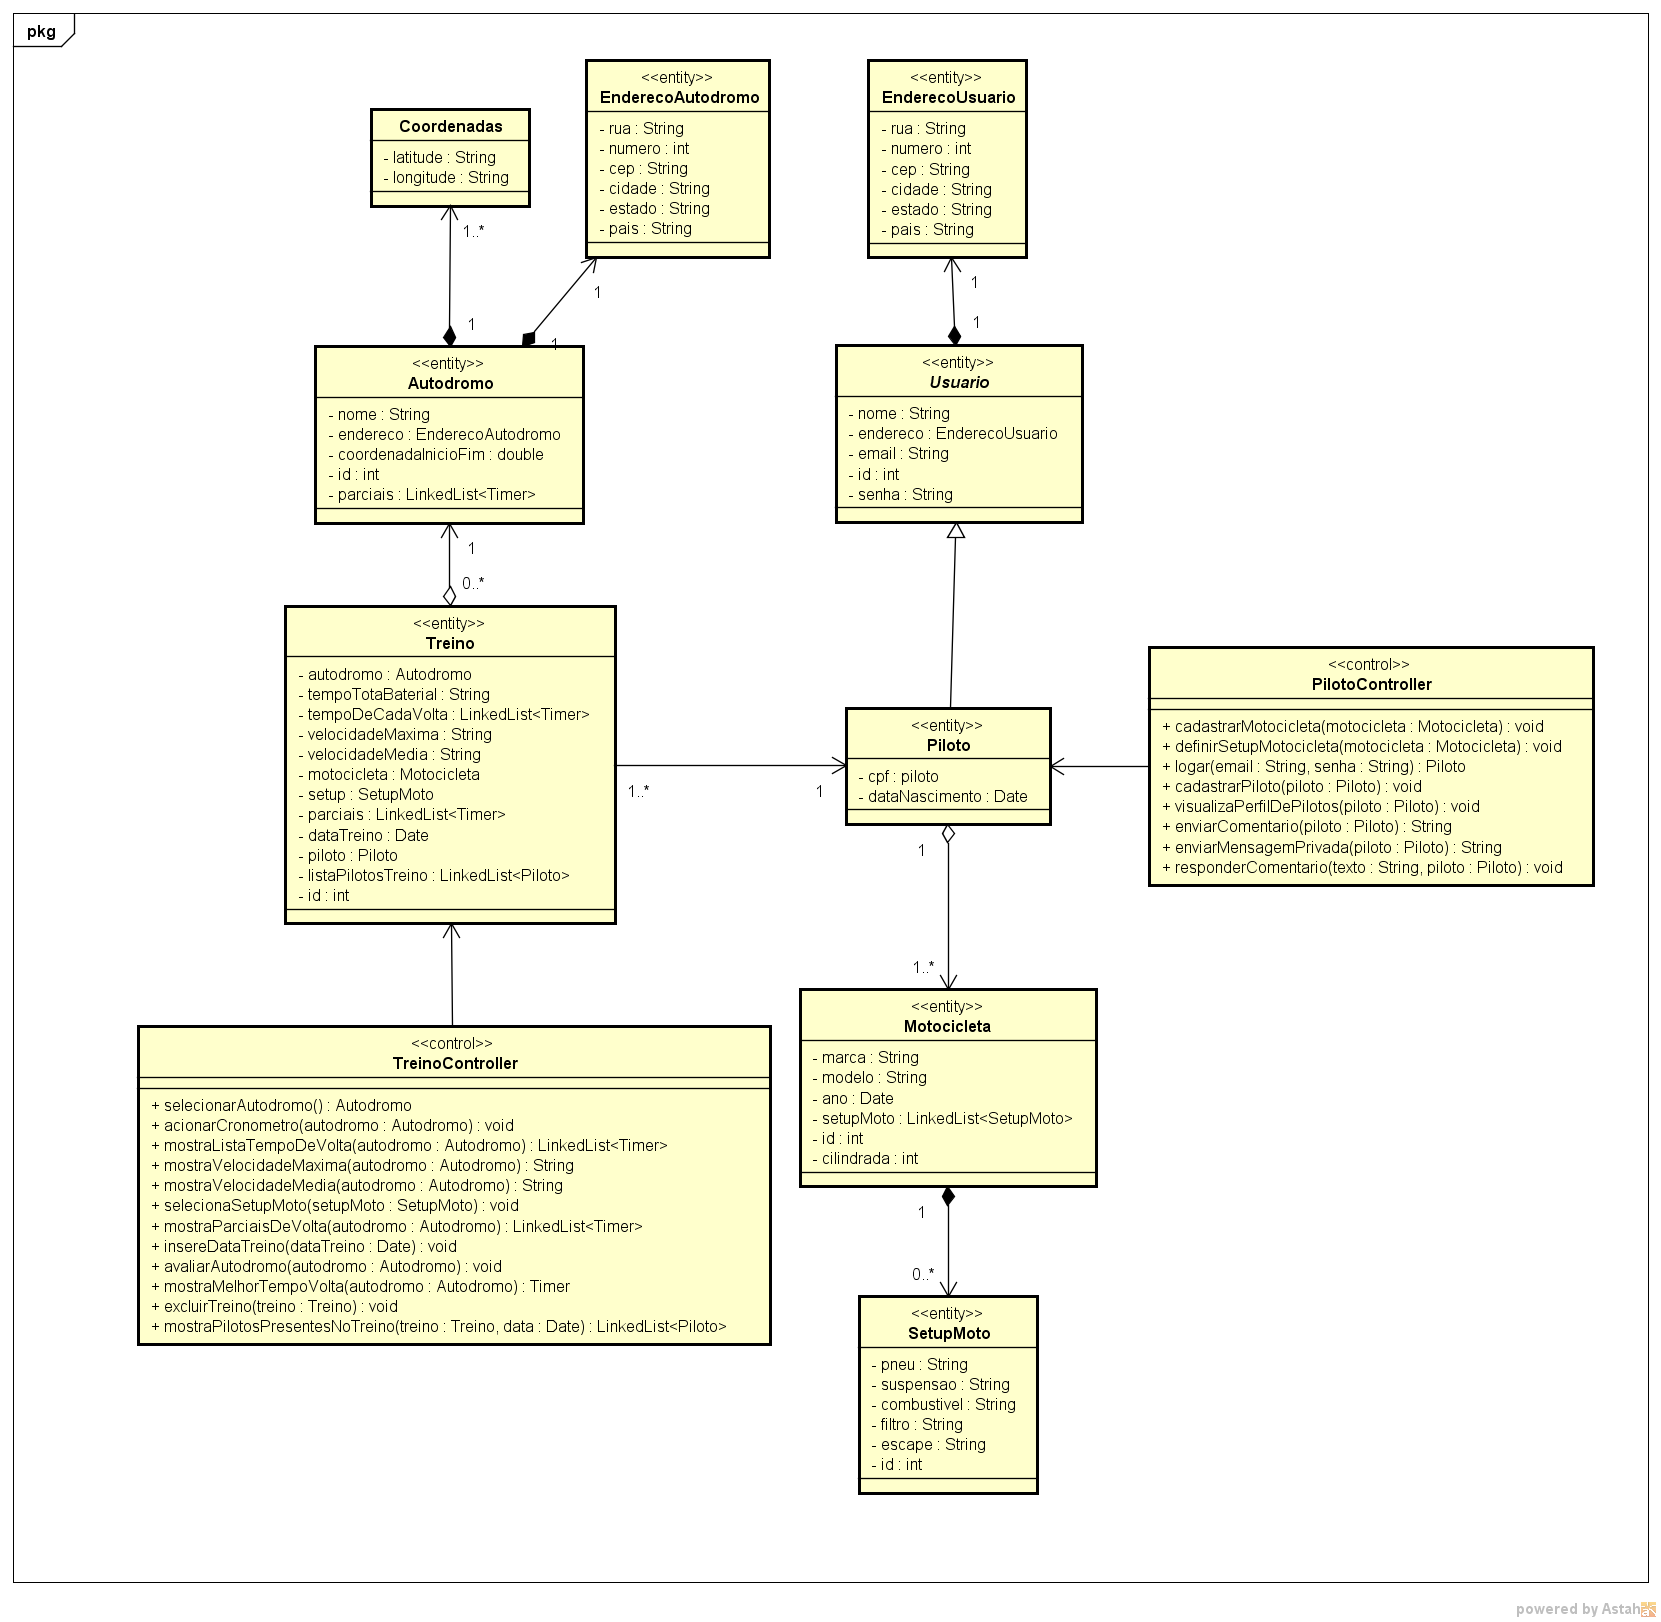 pkg
<<entity>>
EnderecoAutodromo
- rua : String
- numero : int
- cep : String
- cidade : String
- estado : String
- pais : String
<<entity>>
EnderecoUsuario
- rua : String
- numero : int
- cep : String
- cidade : String
- estado : String
- pais : String
Coordenadas
- latitude : String
- longitude : String
1..*
1
1
1
1
1
<<entity>>
Autodromo
- nome : String
- endereco : EnderecoAutodromo
- coordenadaInicioFim : double
- id : int
- parciais : LinkedList<Timer>
<<entity>>
Usuario
- nome : String
- endereco : EnderecoUsuario
- email : String
- id : int
- senha : String
1
0..*
<<entity>>
Treino
- autodromo : Autodromo
- tempoTotaBaterial : String
- tempoDeCadaVolta : LinkedList<Timer>
- velocidadeMaxima : String
- velocidadeMedia : String
- motocicleta : Motocicleta
- setup : SetupMoto
- parciais : LinkedList<Timer>
- dataTreino : Date
- piloto : Piloto
- listaPilotosTreino : LinkedList<Piloto>
- id : int
1..*
1
<<entity>>
Piloto
- cpf : piloto
- dataNascimento : Date
<<control>>
PilotoController
+ cadastrarMotocicleta(motocicleta : Motocicleta) : void
+ definirSetupMotocicleta(motocicleta : Motocicleta) : void
+ logar(email : String, senha : String) : Piloto
+ cadastrarPiloto(piloto : Piloto) : void
+ visualizaPerfilDePilotos(piloto : Piloto) : void
+ enviarComentario(piloto : Piloto) : String
+ enviarMensagemPrivada(piloto : Piloto) : String
+ responderComentario(texto : String, piloto : Piloto) : void
1
1..*
<<entity>>
Motocicleta
- marca : String
- modelo : String
- ano : Date
- setupMoto : LinkedList<SetupMoto>
- id : int
- cilindrada : int
<<control>>
TreinoController
+ selecionarAutodromo() : Autodromo
+ acionarCronometro(autodromo : Autodromo) : void
+ mostraListaTempoDeVolta(autodromo : Autodromo) : LinkedList<Timer>
+ mostraVelocidadeMaxima(autodromo : Autodromo) : String
+ mostraVelocidadeMedia(autodromo : Autodromo) : String
+ selecionaSetupMoto(setupMoto : SetupMoto) : void
+ mostraParciaisDeVolta(autodromo : Autodromo) : LinkedList<Timer>
+ insereDataTreino(dataTreino : Date) : void
+ avaliarAutodromo(autodromo : Autodromo) : void
+ mostraMelhorTempoVolta(autodromo : Autodromo) : Timer
+ excluirTreino(treino : Treino) : void
+ mostraPilotosPresentesNoTreino(treino : Treino, data : Date) : LinkedList<Piloto>
1
0..*
<<entity>>
SetupMoto
- pneu : String
- suspensao : String
- combustivel : String
- filtro : String
- escape : String
- id : int
powered by Astah